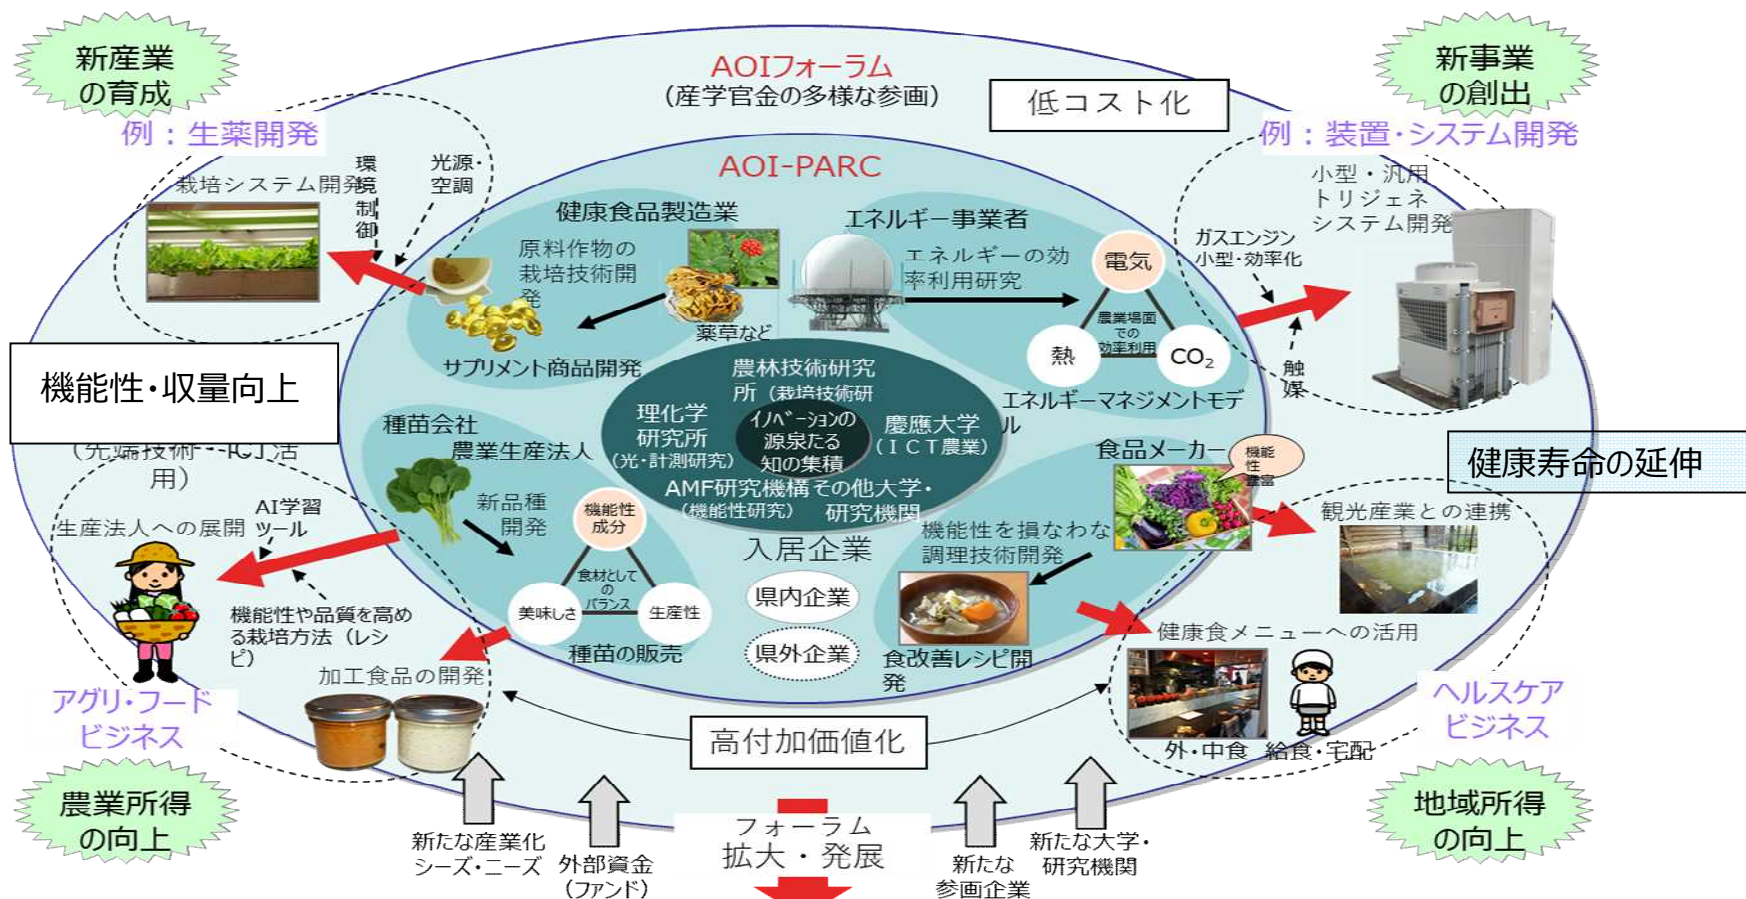 新産業
の育成
新事業
の創出
AOIフォーラム
（産学官金の多様な参画）
低コスト化
例：生薬開発
例：装置･システム開発
栽培システム開発
環境制御
光源･
空調
AOI-PARC
健康食品製造業
原料作物の
栽培技術開
発
薬草など
サプリメント商品開発
エネルギー事業者
エネルギーの効
率利用研究
電気
農業場面
での
効率利用
熱
CO₂
エネルギーマネジメントモデ
ル
小型・汎用
トリジェネ
システム開発
ガスエンジン
小型･効率化
触媒
機能性･収量向上
（先端技術・ICT活
用）
農林技術研究
所（栽培技術研
理化学
研究所
（光･計測研究）
ｲﾉﾍﾞｰｼｮﾝの
源泉たる
知の集積
慶應大学
（ＩＣＴ農業）
AMF研究機構
（機能性研究）
その他大学･
研究機関
種苗会社
農業生産法人
新品種
開発
機能性
成分
食材として
の
バランス
美味しさ
生産性
種苗の販売
入居企業
県内企業
県外企業
食品メーカー
機能
性
豊富
機能性を損なわな
調理技術開発
食改善レシピ開
発
健康寿命の延伸
観光産業との連携
健康食メニューへの活用
外･中食
給食･宅配
ヘルスケア
ビジネス
生産法人への展開
AI学習
ツール
機能性や品質を高め
る栽培方法（レシ
ピ）
加工食品の開発
アグリ･フード
ビジネス
高付加価値化
農業所得
の向上
地域所得
の向上
新たな産業化
シーズ･ニーズ
外部資金
（ファンド）
フォーラム
拡大・発展
新たな
参画企業
新たな大学･
研究機関